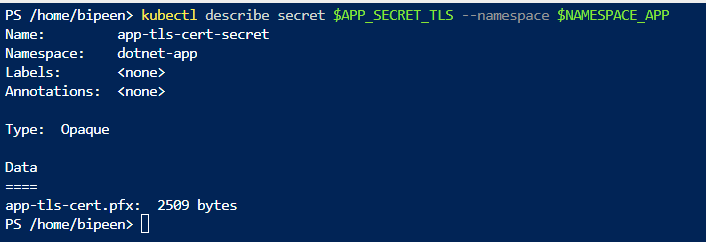 PS /home/bipeen> kubectl describe secret $APP_SECRET_TLS --namespace $NAMESPACE_APP
Name:         app-tls-cert-secret
Namespace:    dotnet-app
Labels:       <none>
Annotations:  <none>
Type:  Opaque
Data
====
app-tls-cert.pfx:  2509 bytes
PS /home/bipeen>